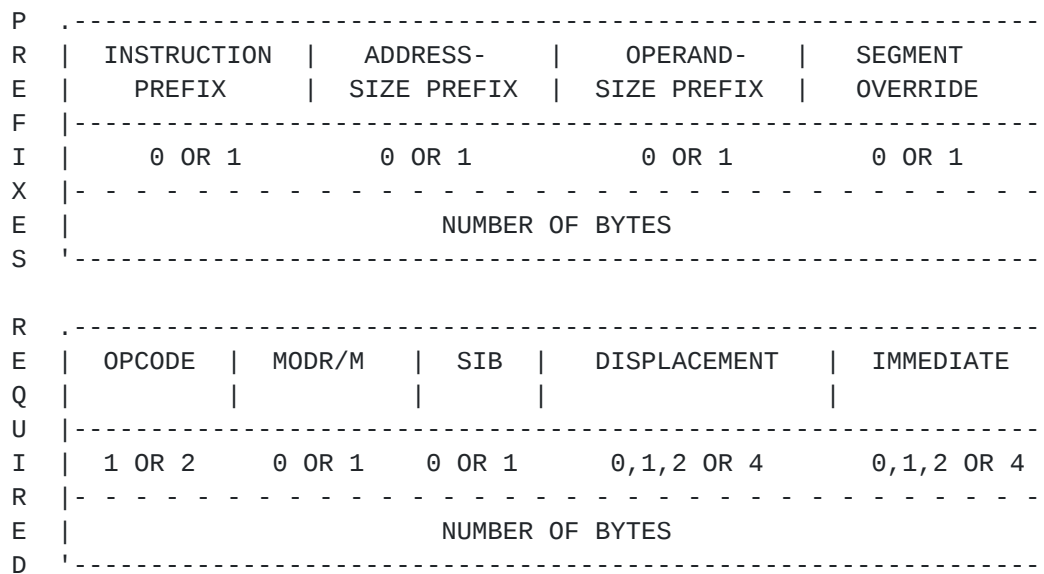 P  .---------------------------------------------------------------
R  |  INSTRUCTION  |   ADDRESS-    |    OPERAND-   |   SEGMENT
E  |    PREFIX     |  SIZE PREFIX  |  SIZE PREFIX  |   OVERRIDE
F  |---------------------------------------------------------------
I  |     0 OR 1         0 OR 1           0 OR 1         0 OR 1
X  |- - - - - - - - - - - - - - - - - - - - - - - - - - - - - - - -
E  |                        NUMBER OF BYTES
S  '---------------------------------------------------------------

R  .---------------------------------------------------------------
E  |  OPCODE  |  MODR/M   |  SIB  |   DISPLACEMENT   |  IMMEDIATE
Q  |          |           |       |                  |
U  |---------------------------------------------------------------
I  |  1 OR 2     0 OR 1    0 OR 1     0,1,2 OR 4       0,1,2 OR 4
R  |- - - - - - - - - - - - - - - - - - - - - - - - - - - - - - - -
E  |                        NUMBER OF BYTES
D  '---------------------------------------------------------------